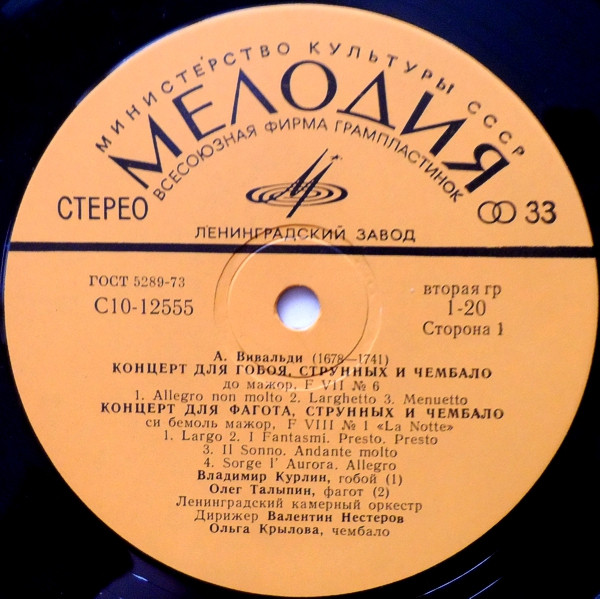 МИНИСТЕРСТВО КУЛЬТУРЫ СССР
МЕЛОДИЯ
ВСЕСОЮЗНАЯ ФИРМА ГРАМПЛАСТИНОК
СТЕРЕО
33
ЛЕНИНГРАДСКИЙ ЗАВОД
ГОСТ 5289-73
С10-12555
вторая гр
1-20
Сторона 1
А. Вивальди (1678—1741)
КОНЦЕРТ ДЛЯ ГОБОЯ, СТРУННЫХ И ЧЕМБАЛО
до мажор, F VII № 6
1. Allegro non molto 2. Larghetto 3. Menuetto
КОНЦЕРТ ДЛЯ ФАГОТА, СТРУННЫХ И ЧЕМБАЛО
си бемоль мажор, F VIII № 1 «La Notte»
1. Largo 2. I Fantasmi. Presto. Presto
3. Il Sonno. Andante molto
4. Sorge l' Aurora. Allegro
Владимир Курлин, гобой (1)
Олег Талыпин, фагот (2)
Ленинградский камерный оркестр
Дирижер Валентин Нестеров
Ольга Крылова, чембало